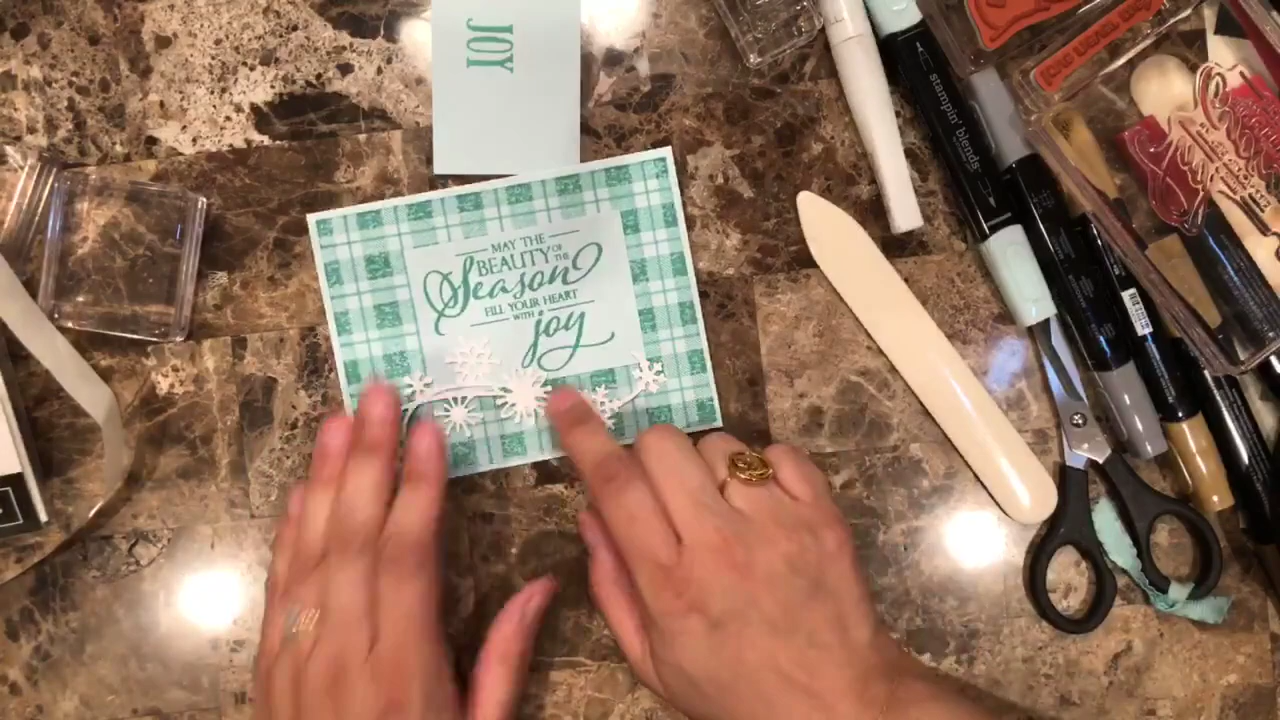 JOY
stampin' blends
MAY THE
BEAUTY OF THE
Season
FILL YOUR HEART
WITH
joy